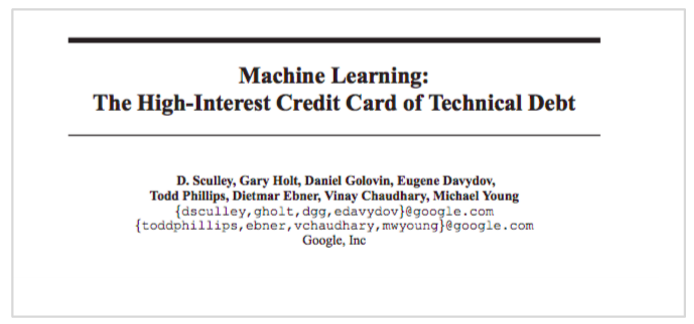 Machine Learning:
The High-Interest Credit Card of Technical Debt
D. Sculley, Gary Holt, Daniel Golovin, Eugene Davydov,
Todd Phillips, Dietmar Ebner, Vinay Chaudhary, Michael Young
{dsculley,gholt,dgg,edavydov}@google.com
{toddphillips,ebner,vchaudhary,mwyoung}@google.com
Google, Inc